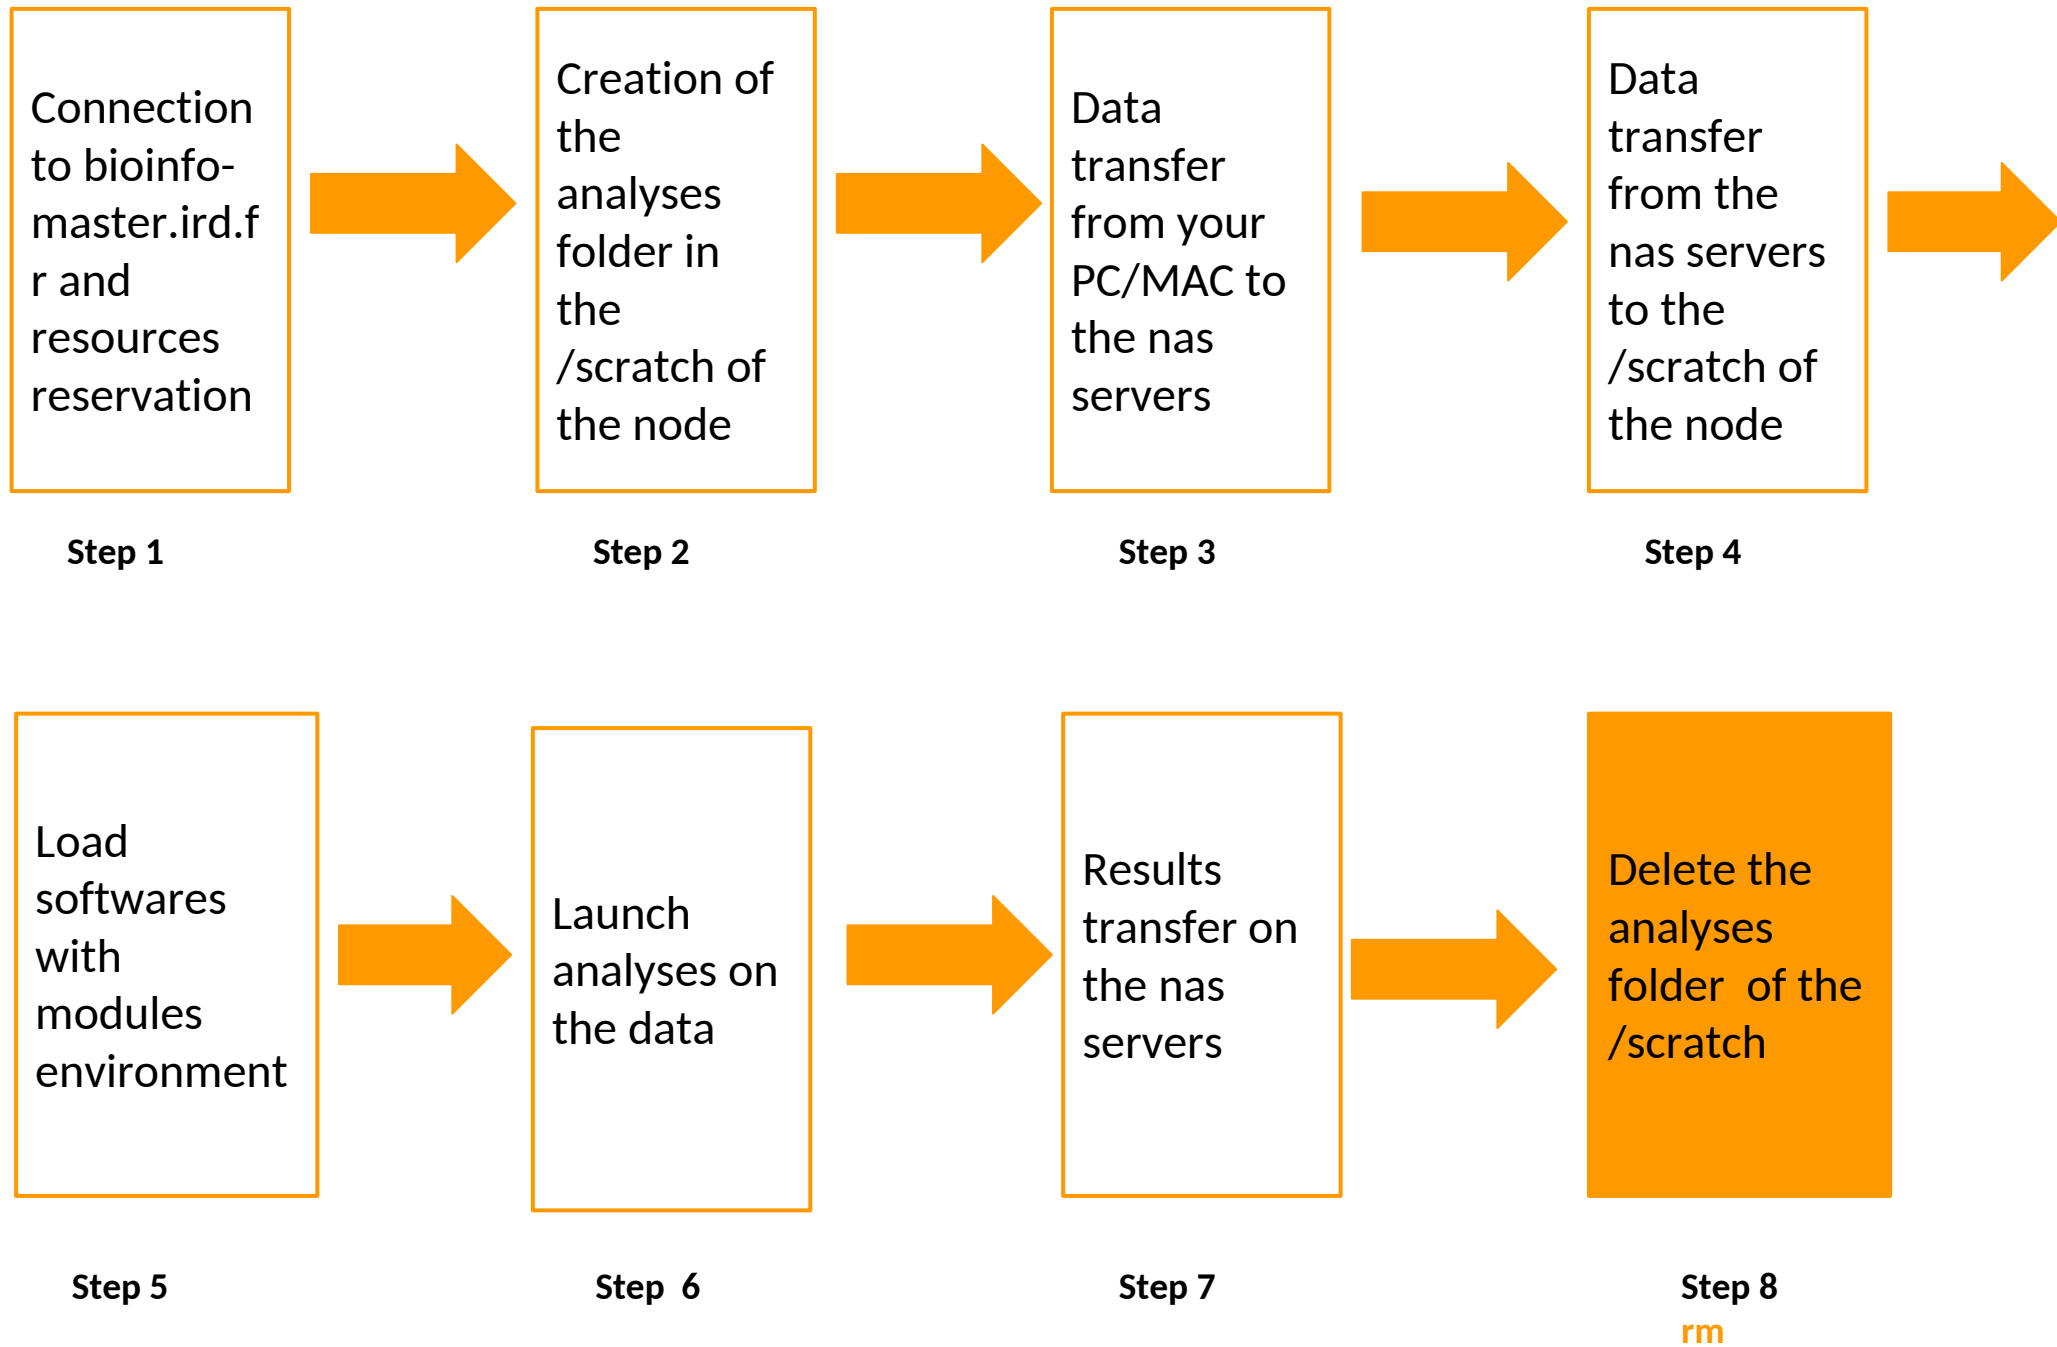 Connection
to bioinfo-
master.ird.f
r and
resources
reservation
Creation of
the
analyses
folder in
the
/scratch of
the node
Data
transfer
from your
PC/MAC to
the nas
servers
Data
transfer
from the
nas servers
to the
/scratch of
the node
Step 1
Step 2
Step 3
Step 4
Load
softwares
with
modules
environment
Launch
analyses on
the data
Results
transfer on
the nas
servers
Delete the
analyses
folder  of the
/scratch
Step 5
Step  6
Step 7
Step 8
rm